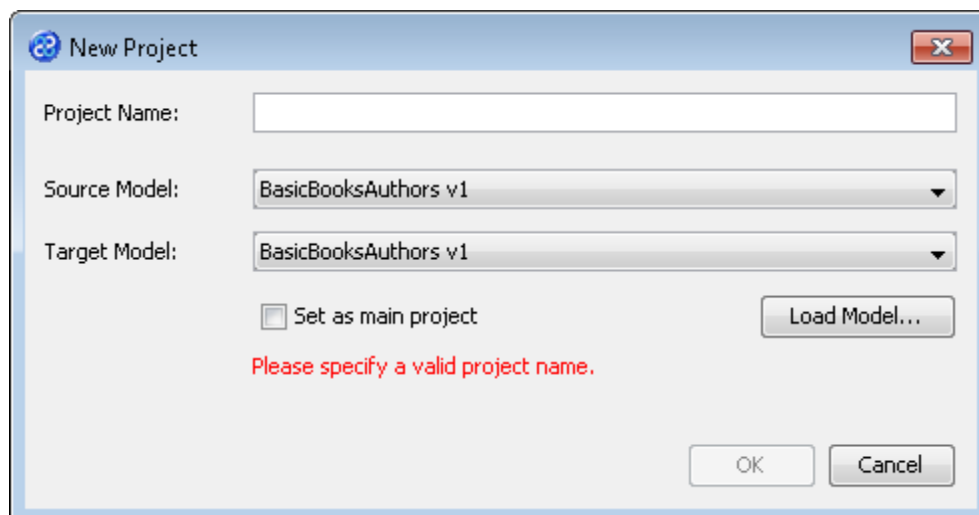 New Project
Project Name:
Source Model: BasicBooksAuthors v1
Target Model: BasicBooksAuthors v1
Set as main project Load Model...
Please specify a valid project name.
OK Cancel